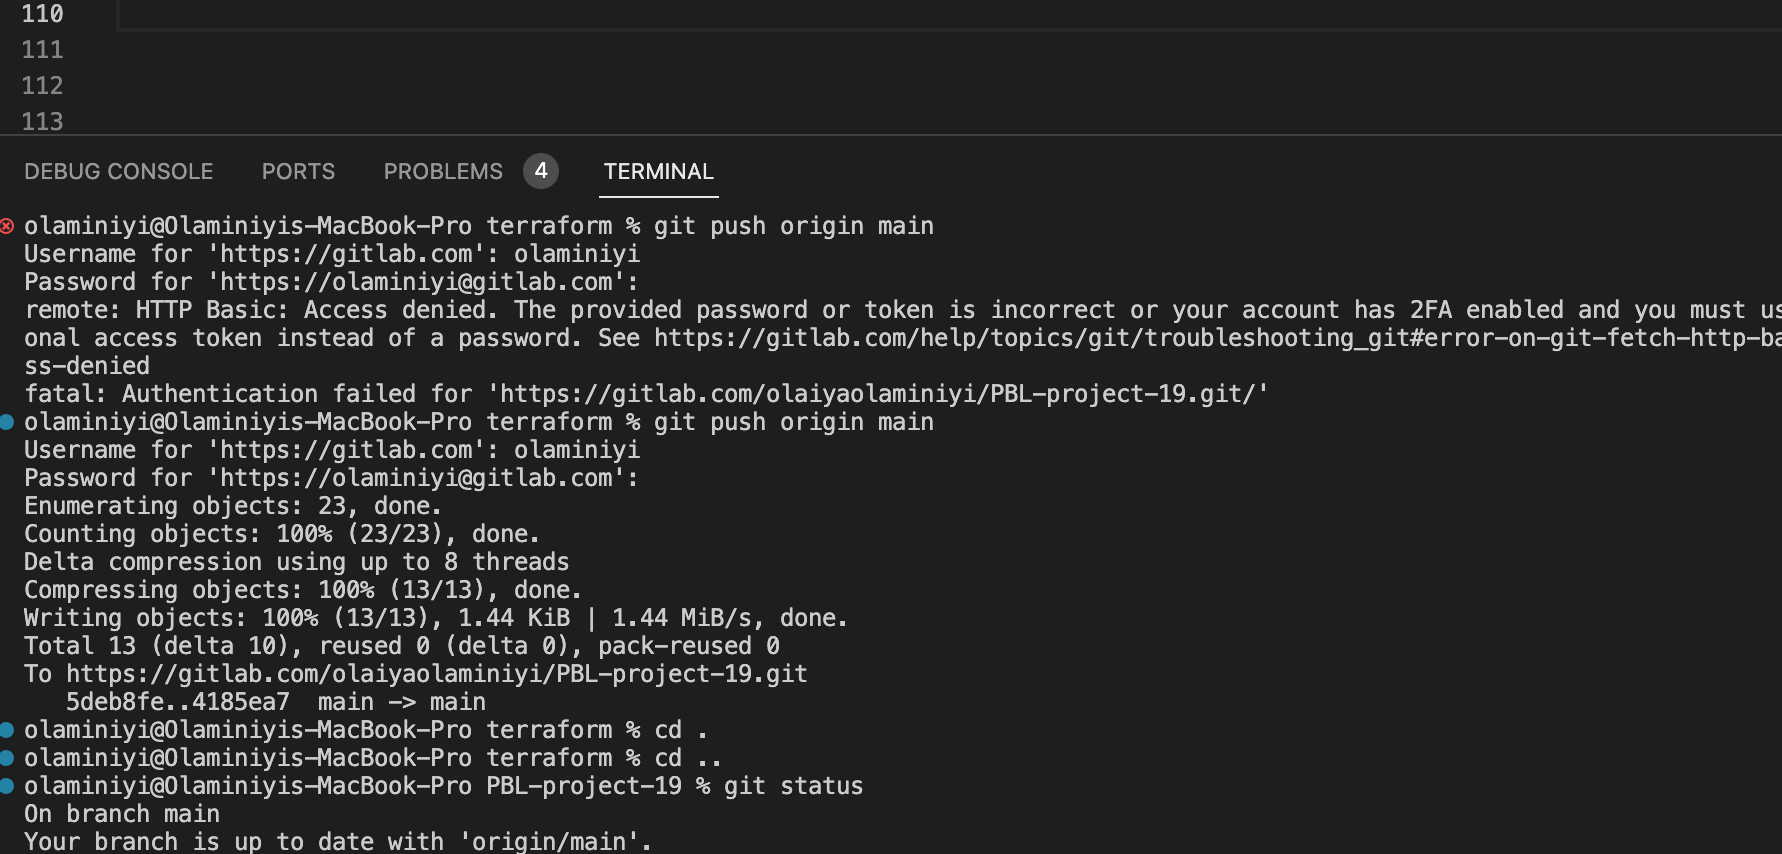 110
111
112
113
DEBUG CONSOLE PORTS PROBLEMS 4 TERMINAL
olaminiyi@Olaminiyis-MacBook-Pro terraform % git push origin main
Username for 'https://gitlab.com': olaminiyi
Password for 'https://olaminiyi@gitlab.com':
remote: HTTP Basic: Access denied. The provided password or token is incorrect or your account has 2FA enabled and you must us
onal access token instead of a password. See https://gitlab.com/help/topics/git/troubleshooting_git#error-on-git-fetch-http-ba
ss-denied
fatal: Authentication failed for 'https://gitlab.com/olaiyaolaminiyi/PBL-project-19.git/'
olaminiyi@Olaminiyis-MacBook-Pro terraform % git push origin main
Username for 'https://gitlab.com': olaminiyi
Password for 'https://olaminiyi@gitlab.com':
Enumerating objects: 23, done.
Counting objects: 100% (23/23), done.
Delta compression using up to 8 threads
Compressing objects: 100% (13/13), done.
Writing objects: 100% (13/13), 1.44 KiB | 1.44 MiB/s, done.
Total 13 (delta 10), reused 0 (delta 0), pack-reused 0
To https://gitlab.com/olaiyaolaminiyi/PBL-project-19.git
   5deb8fe..4185ea7  main -> main
olaminiyi@Olaminiyis-MacBook-Pro terraform % cd .
olaminiyi@Olaminiyis-MacBook-Pro terraform % cd ..
olaminiyi@Olaminiyis-MacBook-Pro PBL-project-19 % git status
On branch main
Your branch is up to date with 'origin/main'.